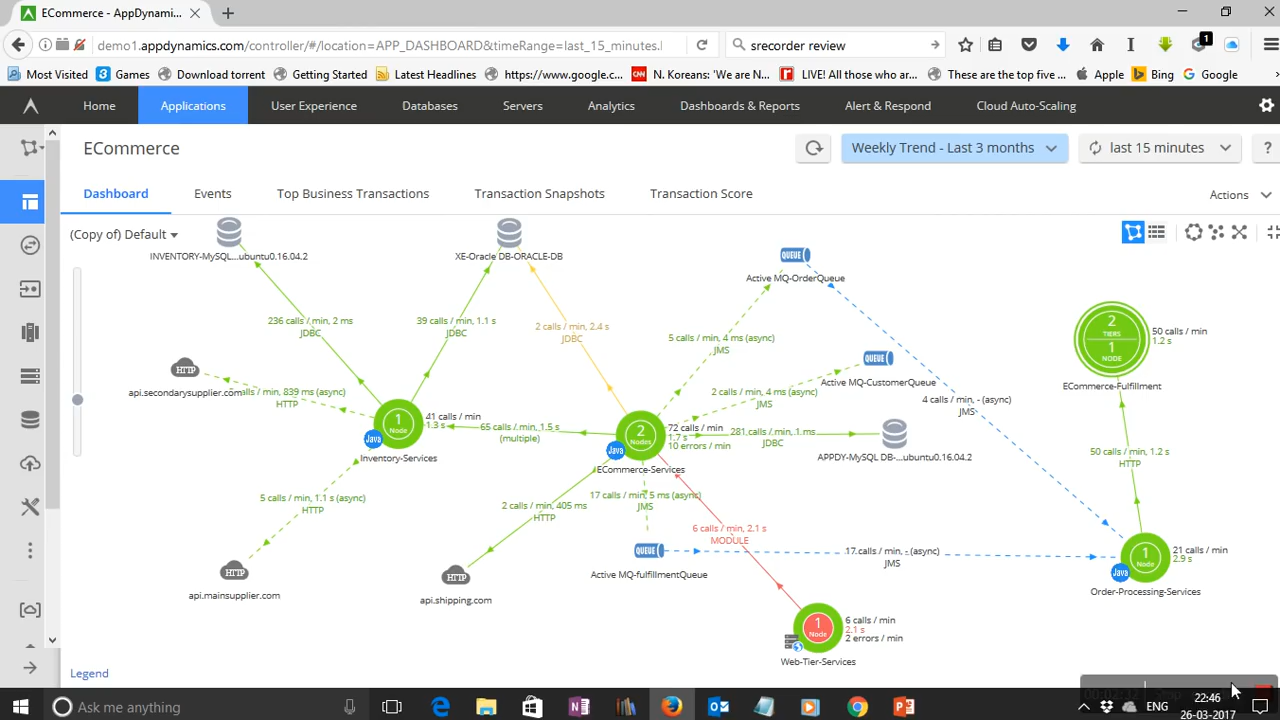 ECommerce - AppDynami...
demo1.appdynamics.com/controller/#/location=APP_DASHBOARD&timeRange=last_15_minutes.
srecorder review
1
Most Visited
Games
Download torrent
Getting Started
Latest Headlines
https://www.google.c...
N. Koreans: 'We are N...
LIVE! All those who ar...
These are the top five ...
Apple
Bing
Google
Home
Applications
User Experience
Databases
Servers
Analytics
Dashboards & Reports
Alert & Respond
Cloud Auto-Scaling
ECommerce
Weekly Trend - Last 3 months
last 15 minutes
?
Dashboard
Events
Top Business Transactions
Transaction Snapshots
Transaction Score
Actions
(Copy of) Default
INVENTORY-MySQL...ubuntu0.16.04.2
XE-Oracle DB-ORACLE-DB
QUEUE
Active MQ-OrderQueue
236 calls / min, 2 ms
JDBC
39 calls / min, 1.1 s
JDBC
2 calls / min, 2.4 s
JDBC
5 calls / min, 4 ms (async)
JMS
2
TIERS
1
NODE
50 calls / min
1.2 s
ECommerce-Fulfillment
HTTP
api.secondarysupplier.com
alls / min, 839 ms (async)
HTTP
QUEUE
Active MQ-CustomerQueue
2 calls / min, 4 ms (async)
JMS
4 calls / min, - (async)
JMS
1
Node
Java
41 calls / min
1.3 s
Inventory-Services
65 calls / min, 1.5 s
(multiple)
2
Nodes
Java
72 calls / min
1.7 s
10 errors / min
ECommerce-Services
281 calls / min, 1 ms
JDBC
APPDY-MySQL DB-...ubuntu0.16.04.2
50 calls / min, 1.2 s
HTTP
5 calls / min, 1.1 s (async)
HTTP
2 calls / min, 405 ms
HTTP
17 calls / min, 5 ms (async)
JMS
6 calls / min, 2.1 s
MODULE
QUEUE
Active MQ-fulfillmentQueue
17 calls / min, - (async)
JMS
1
Node
Java
21 calls / min
2.9 s
Order-Processing-Services
HTTP
api.mainsupplier.com
HTTP
api.shipping.com
1
Node
6 calls / min
2.1 s
2 errors / min
Web-Tier-Services
Legend
Ask me anything
ENG
22:46
26-03-2017